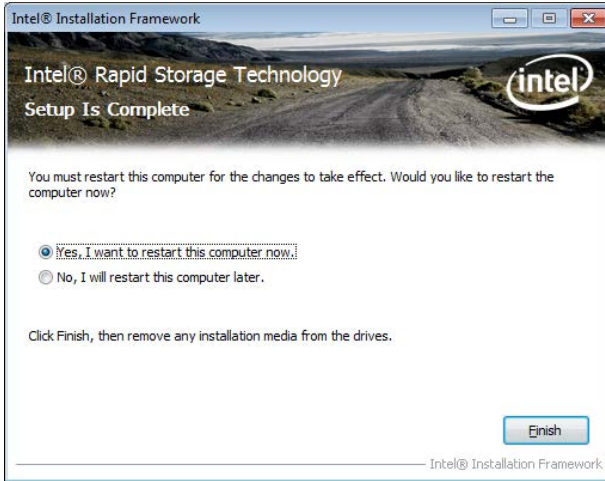 Intel® Installation Framework
Intel® Rapid Storage Technology
Setup Is Complete
intel
You must restart this computer for the changes to take effect. Would you like to restart the
computer now?
Yes, I want to restart this computer now.
No, I will restart this computer later.
Click Finish, then remove any installation media from the drives.
Finish
Intel® Installation Framework